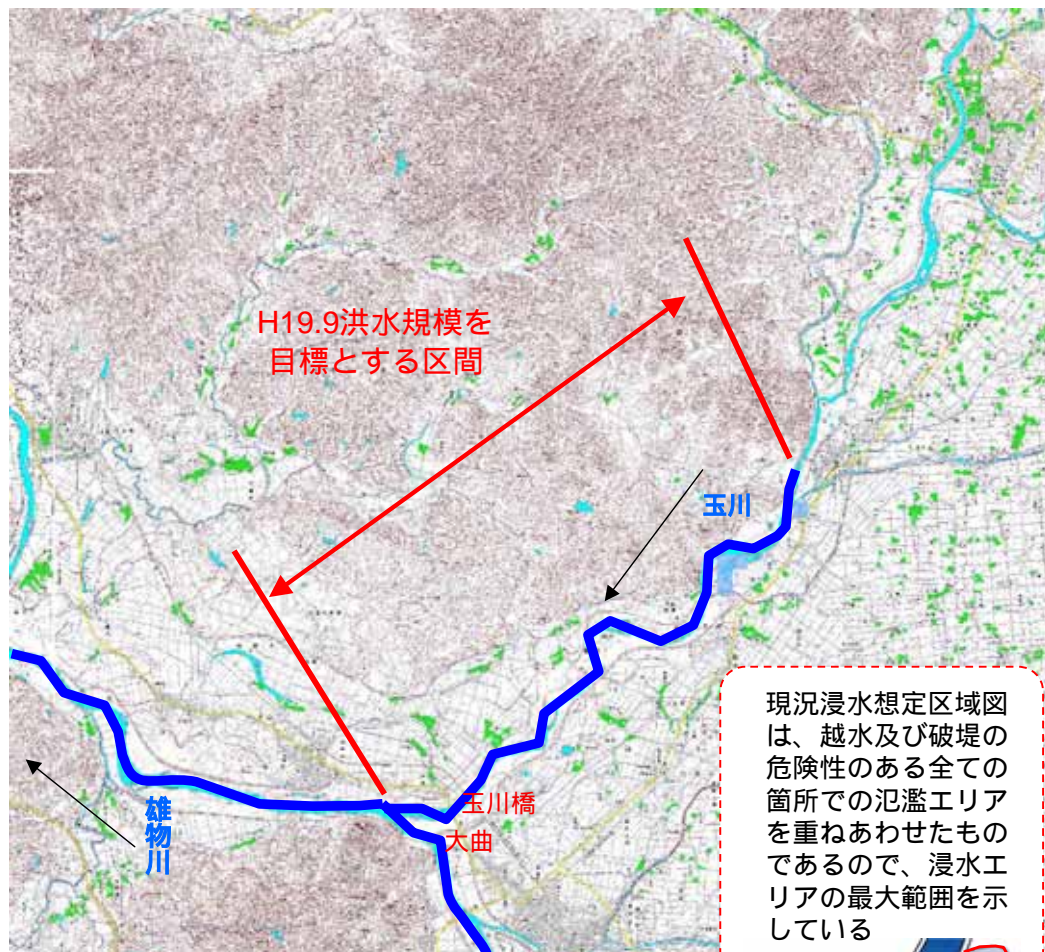 H19.9洪水規模を
目標とする区間
玉川
玉川橋
大曲
雄物川
現況浸水想定区域図
は、越水及び破堤の
危険性のある全ての
箇所での氾濫エリア
を重ねあわせたもの
であるので、浸水エ
リアの最大範囲を示
している